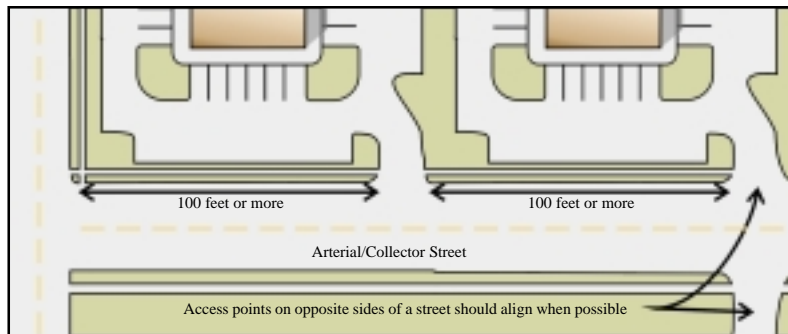 100 feet or more
100 feet or more
Arterial/Collector Street
Access points on opposite sides of a street should align when possible